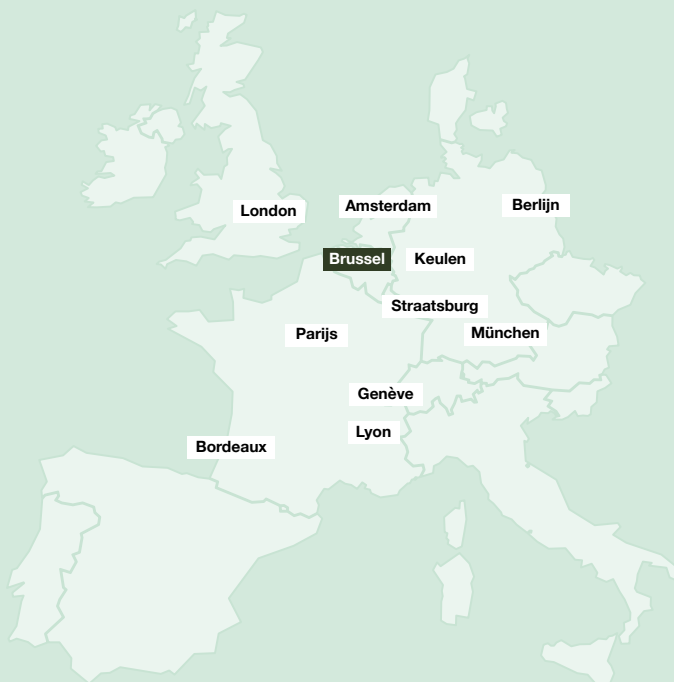 London
Amsterdam
Berlijn
Brussel
Keulen
Straatsburg
Parijs
München
Genève
Lyon
Bordeaux